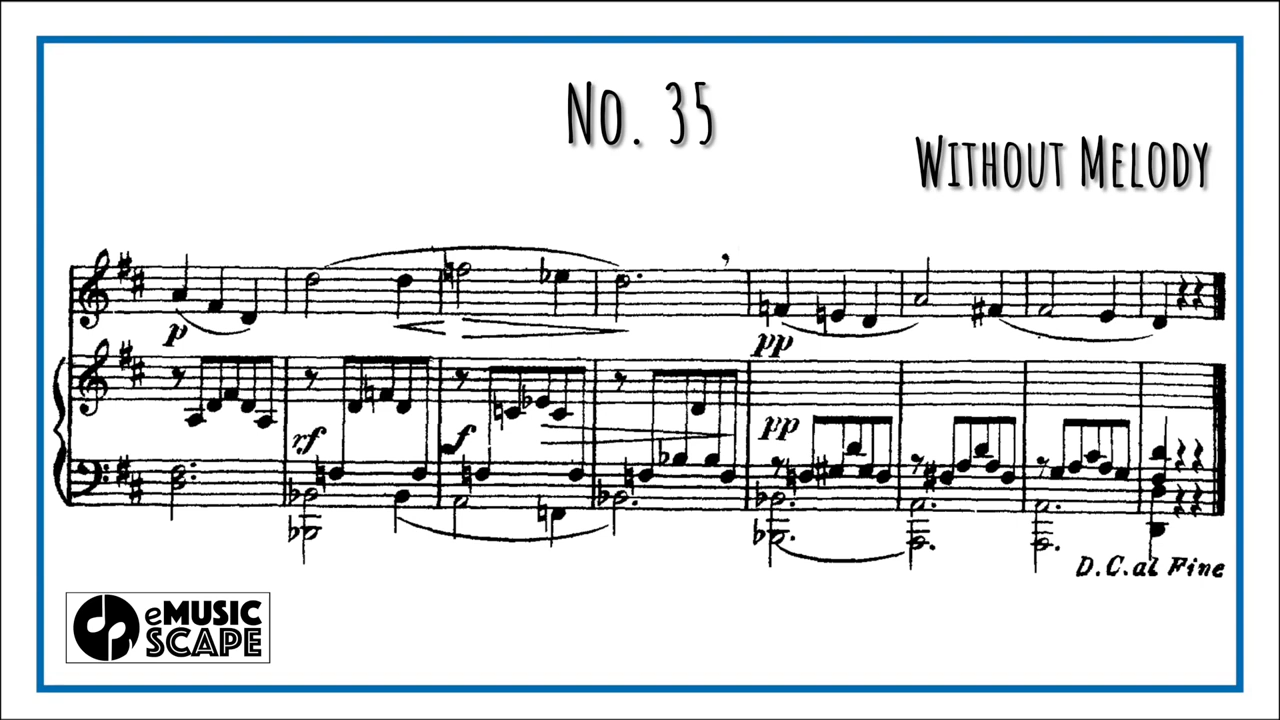 No. 35
Without Melody
p
rf
f
pp
pp
D.C. al Fine
eMUSIC
SCAPE